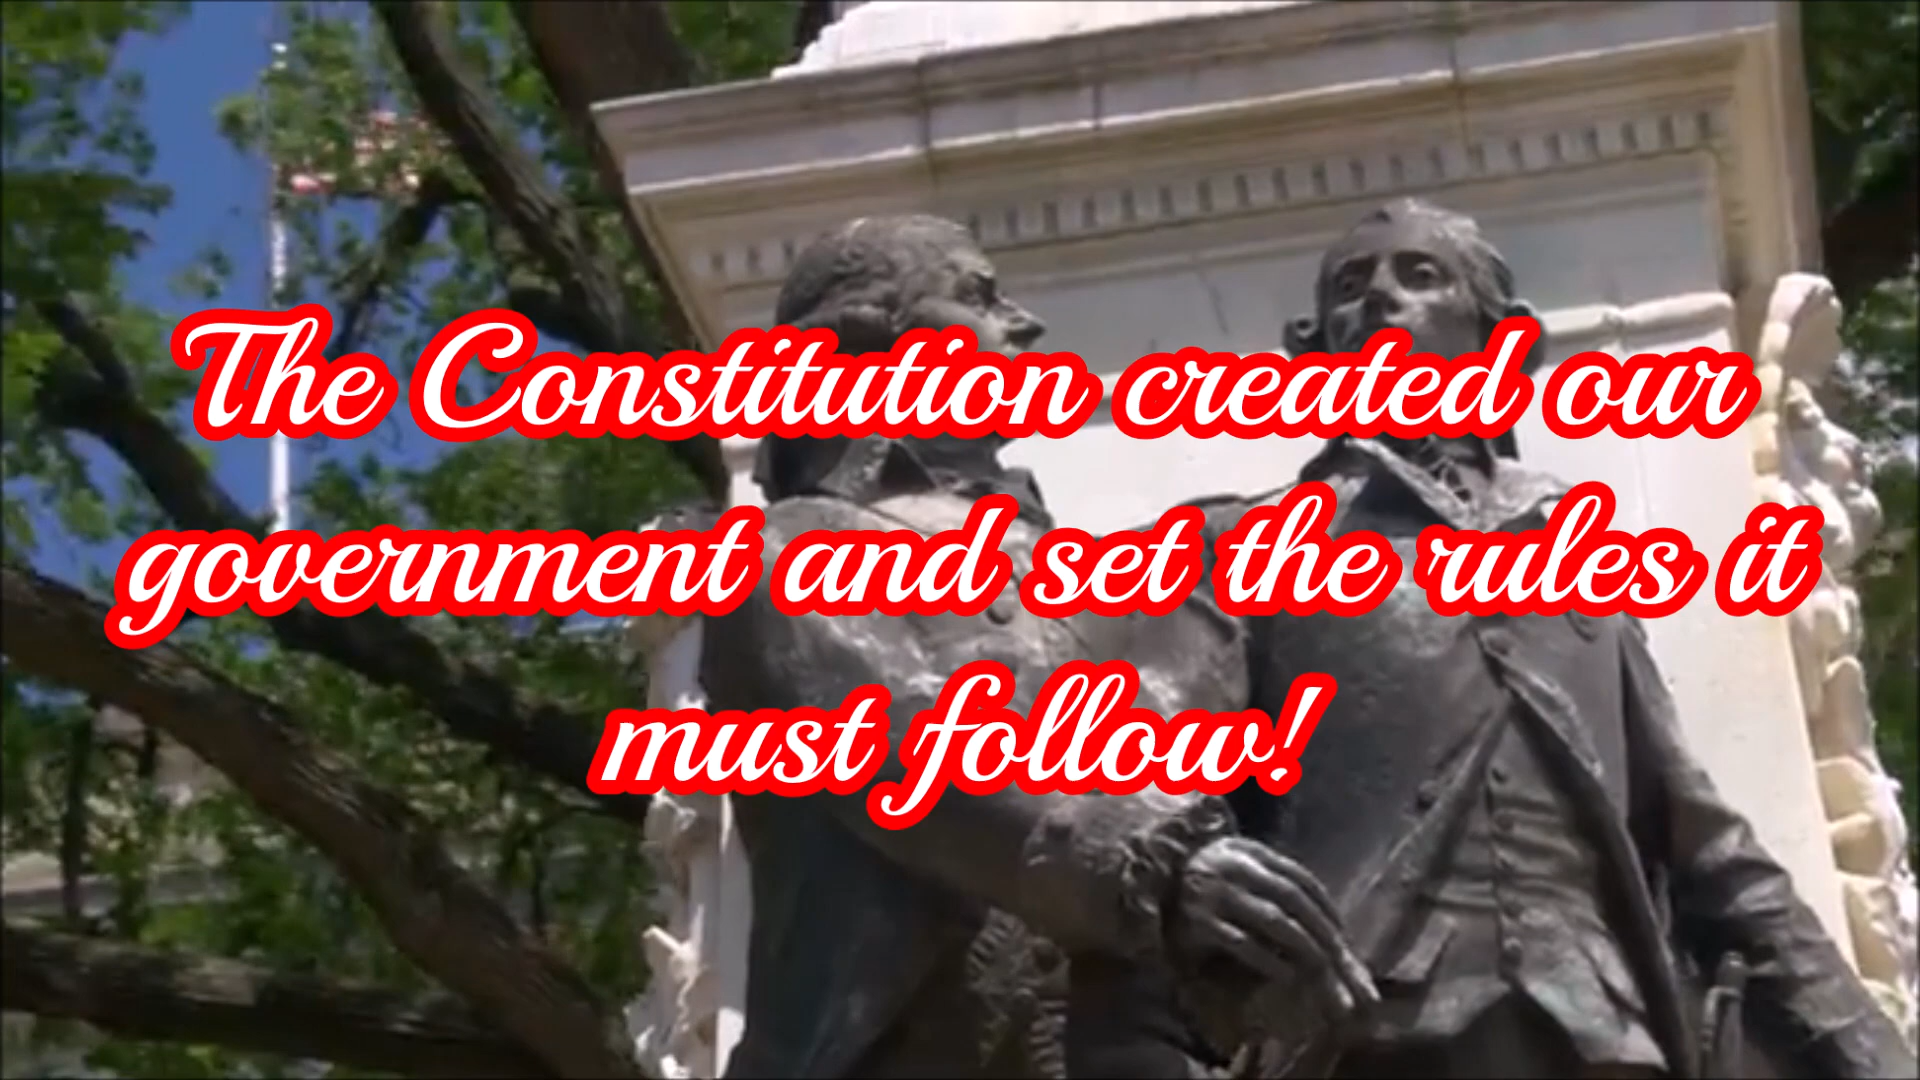 The Constitution created our
government and set the rules it
must follow!